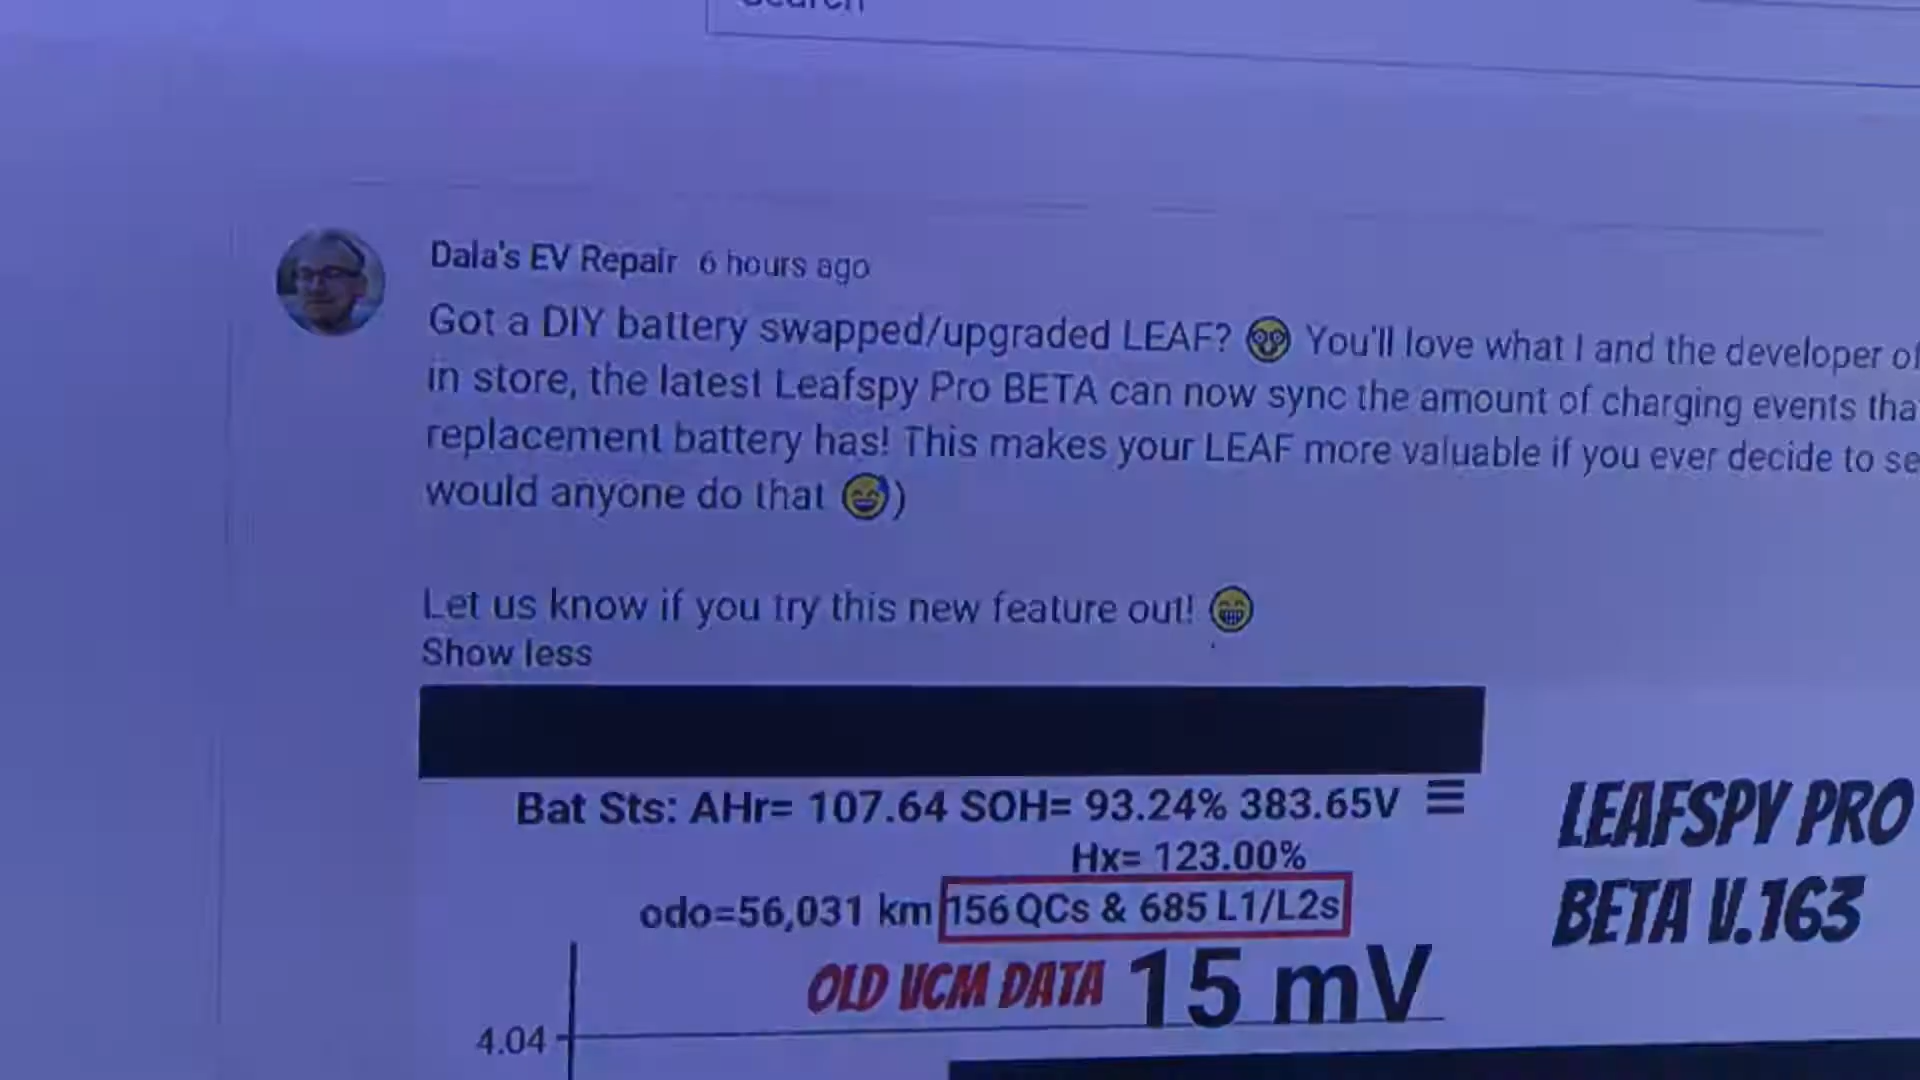 Search
Dala's EV Repair 6 hours ago
Got a DIY battery swapped/upgraded LEAF? 🤓 You'll love what I and the developer of
in store, the latest Leafspy Pro BETA can now sync the amount of charging events tha
replacement battery has! This makes your LEAF more valuable if you ever decide to se
would anyone do that 😅)
Let us know if you try this new feature out! 😁
Show less
Bat Sts: AHr= 107.64 SOH= 93.24% 383.65V ☰
Hx= 123.00%
odo=56,031 km 156 QCs & 685 L1/L2s
LEAFSPY PRO
BETA V.163
OLD VCM DATA 15 mV
4.04